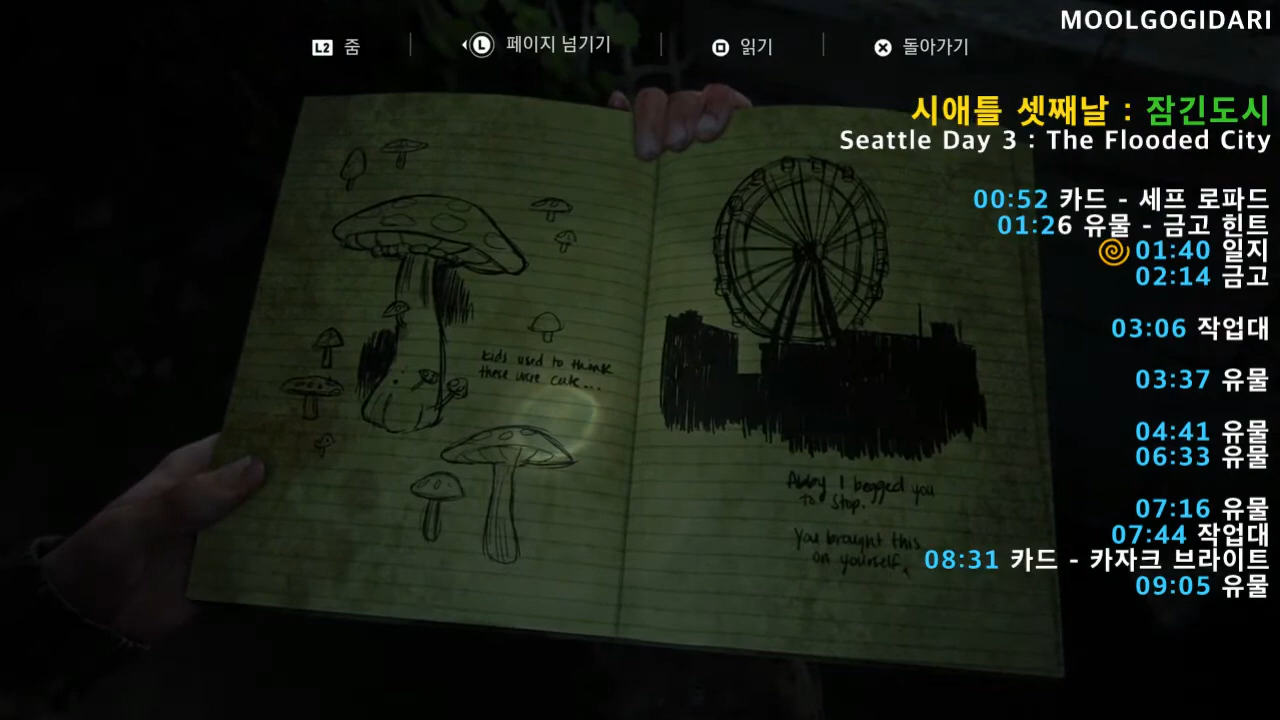 MOOLGOGIDARI
L2 줌
L 페이지 넘기기
읽기
돌아가기
시애틀 셋째날 : 잠긴도시
Seattle Day 3 : The Flooded City
00:52 카드 - 세프 로파드
01:26 유물 - 금고 힌트
01:40 일지
02:14 금고
03:06 작업대
03:37 유물
04:41 유물
06:33 유물
07:16 유물
07:44 작업대
08:31 카드 - 카자크 브라이트
09:05 유물
kids used to think
these were cute...
Abby I begged you
to stop.
You brought this
on yourself.